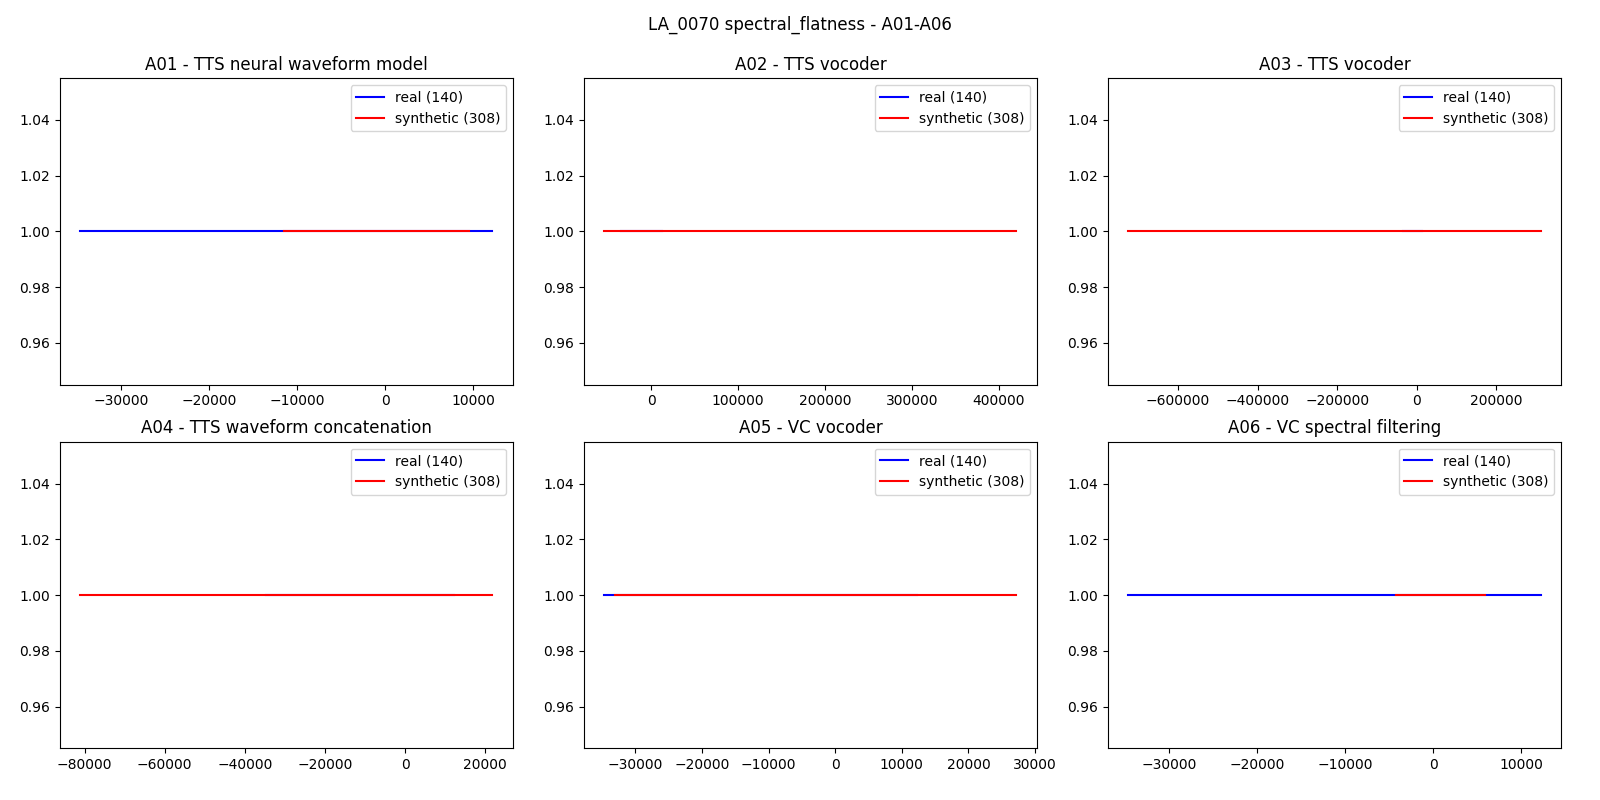 LA_0070 spectral_flatness - A01-A06
A01 - TTS neural waveform model
real (140)
synthetic (308)
1.04
1.02
1.00
0.98
0.96
−30000 −20000 −10000 0 10000
A02 - TTS vocoder
real (140)
synthetic (308)
1.04
1.02
1.00
0.98
0.96
0 100000 200000 300000 400000
A03 - TTS vocoder
real (140)
synthetic (308)
1.04
1.02
1.00
0.98
0.96
−600000 −400000 −200000 0 200000
A04 - TTS waveform concatenation
real (140)
synthetic (308)
1.04
1.02
1.00
0.98
0.96
−80000 −60000 −40000 −20000 0 20000
A05 - VC vocoder
real (140)
synthetic (308)
1.04
1.02
1.00
0.98
0.96
−30000 −20000 −10000 0 10000 20000 30000
A06 - VC spectral filtering
real (140)
synthetic (308)
1.04
1.02
1.00
0.98
0.96
−30000 −20000 −10000 0 10000